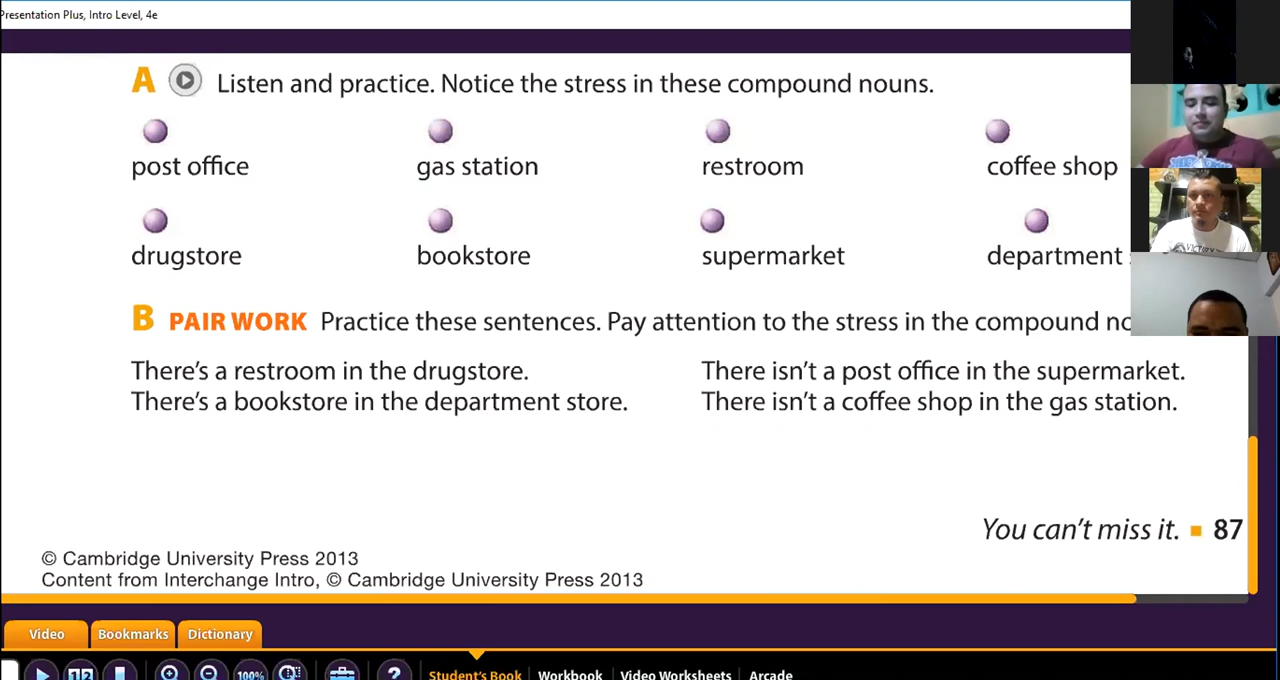 Presentation Plus, Intro Level, 4e
A Listen and practice. Notice the stress in these compound nouns.
post office gas station restroom coffee shop
drugstore bookstore supermarket department
B PAIR WORK Practice these sentences. Pay attention to the stress in the compound
There's a restroom in the drugstore. There isn't a post office in the supermarket.
There's a bookstore in the department store. There isn't a coffee shop in the gas station.
You can't miss it. ▪ 87
© Cambridge University Press 2013
Content from Interchange Intro, © Cambridge University Press 2013
Video Bookmarks Dictionary
12 100% ? Student's Book Workbook Video Worksheets Arcade